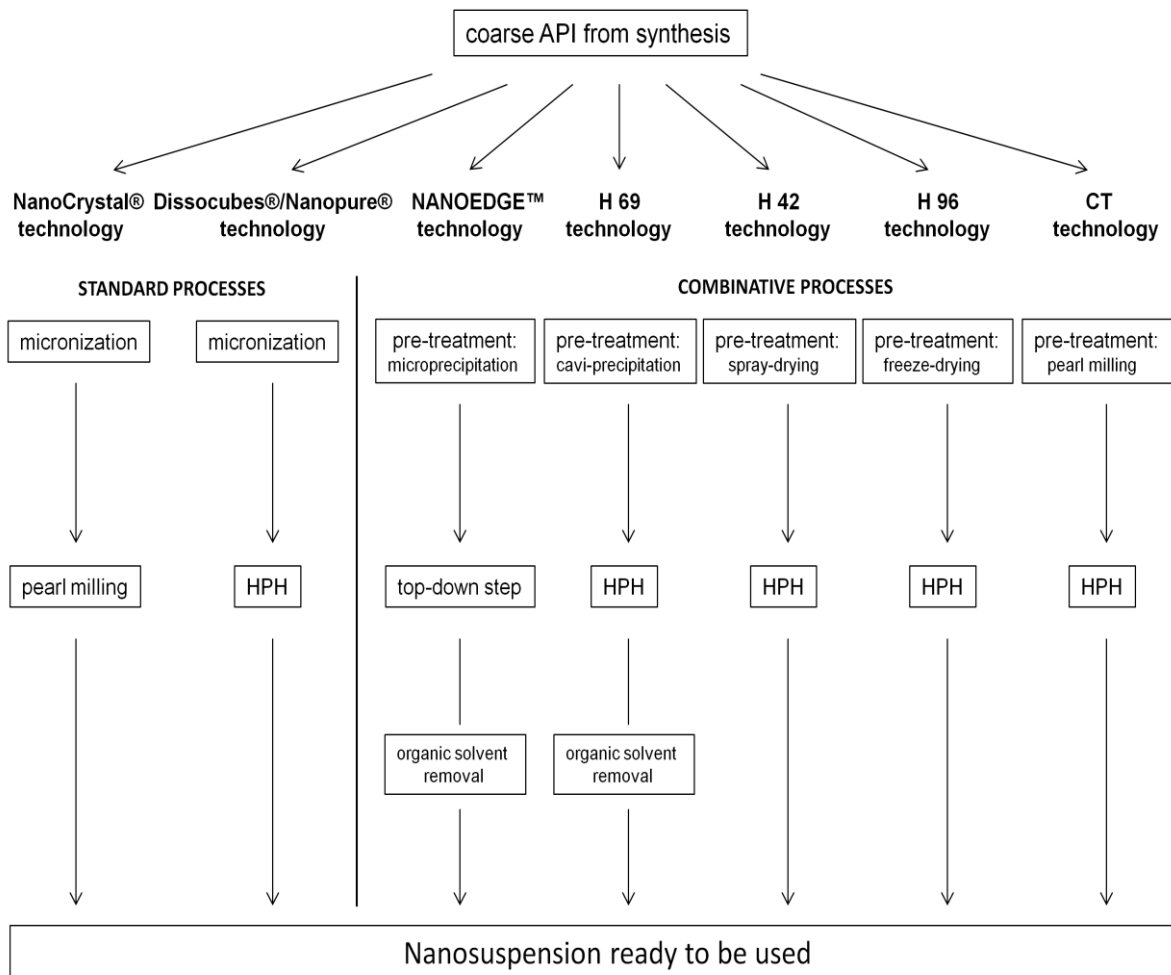 coarse API from synthesis
NanoCrystal® Dissocubes®/Nanopure® NANOEDGE™ H 69 H 42 H 96 CT
technology technology technology technology technology technology technology
STANDARD PROCESSES COMBINATIVE PROCESSES
micronization micronization pre-treatment: pre-treatment: pre-treatment: pre-treatment: pre-treatment:
microprecipitation cavi-precipitation spray-drying freeze-drying pearl milling
pearl milling HPH top-down step HPH HPH HPH HPH
organic solvent organic solvent
removal removal
Nanosuspension ready to be used